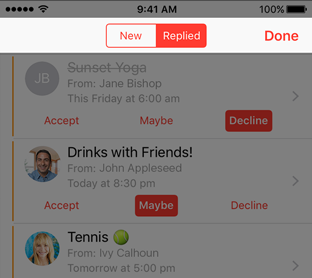 9:41 AM 100%
New Replied Done
JB Sunset Yoga
From: Jane Bishop
This Friday at 6:00 am
Accept Maybe Decline
Drinks with Friends!
From: John Appleseed
Today at 8:30 pm
Accept Maybe Decline
Tennis
From: Ivy Calhoun
Tomorrow at 5:00 pm